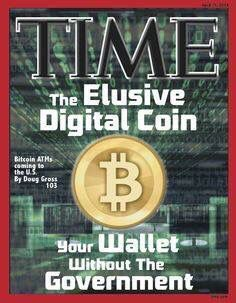 TIME
The Elusive
Digital Coin
Bitcoin ATMs
coming to
the U.S.
By Doug Gross
103
Your Wallet
Without The
Government